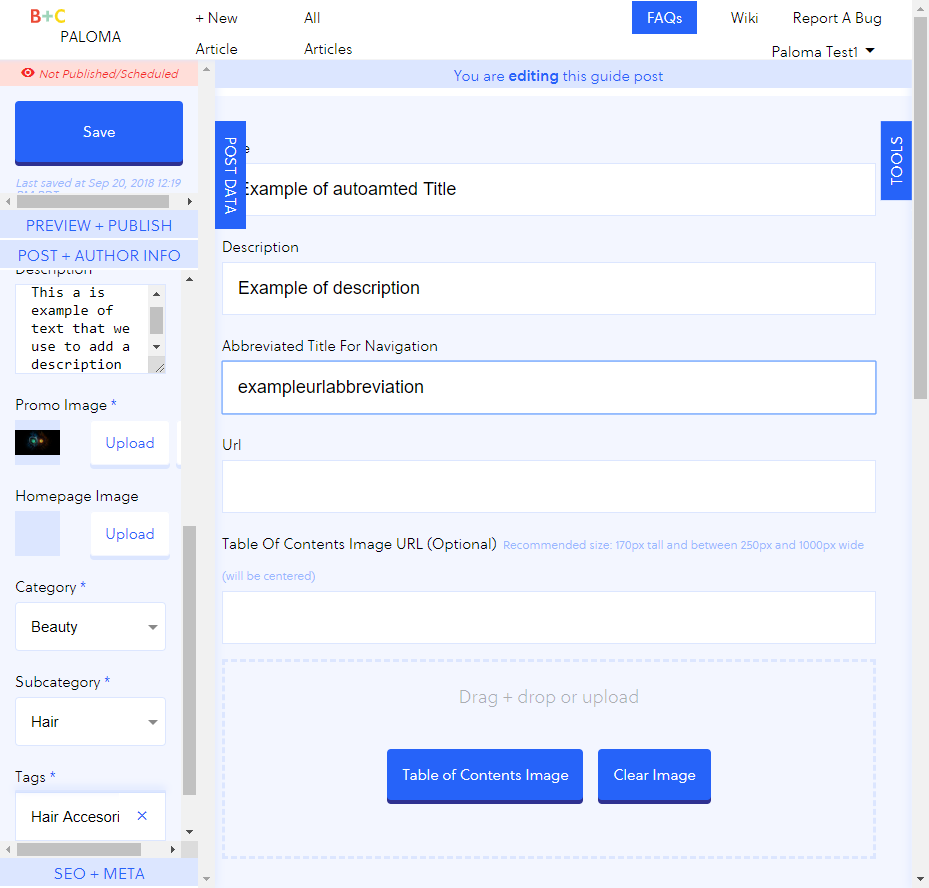 B+C
PALOMA
+ New
Article
All
Articles
FAQs
Wiki
Report A Bug
Paloma Test1
Not Published/Scheduled
Save
Last saved at Sep 20, 2018 12:19
PREVIEW + PUBLISH
POST + AUTHOR INFO
Description
This a is
example of
text that we
use to add a
description
Promo Image *
Upload
Homepage Image
Upload
Category *
Beauty
Subcategory *
Hair
Tags *
Hair Accesori
SEO + META
You are editing this guide post
POST DATA
TOOLS
Example of autoamted Title
Description
Example of description
Abbreviated Title For Navigation
exampleurlabbreviation
Url
Table Of Contents Image URL (Optional) Recommended size: 170px tall and between 250px and 1000px wide
(will be centered)
Drag + drop or upload
Table of Contents Image
Clear Image